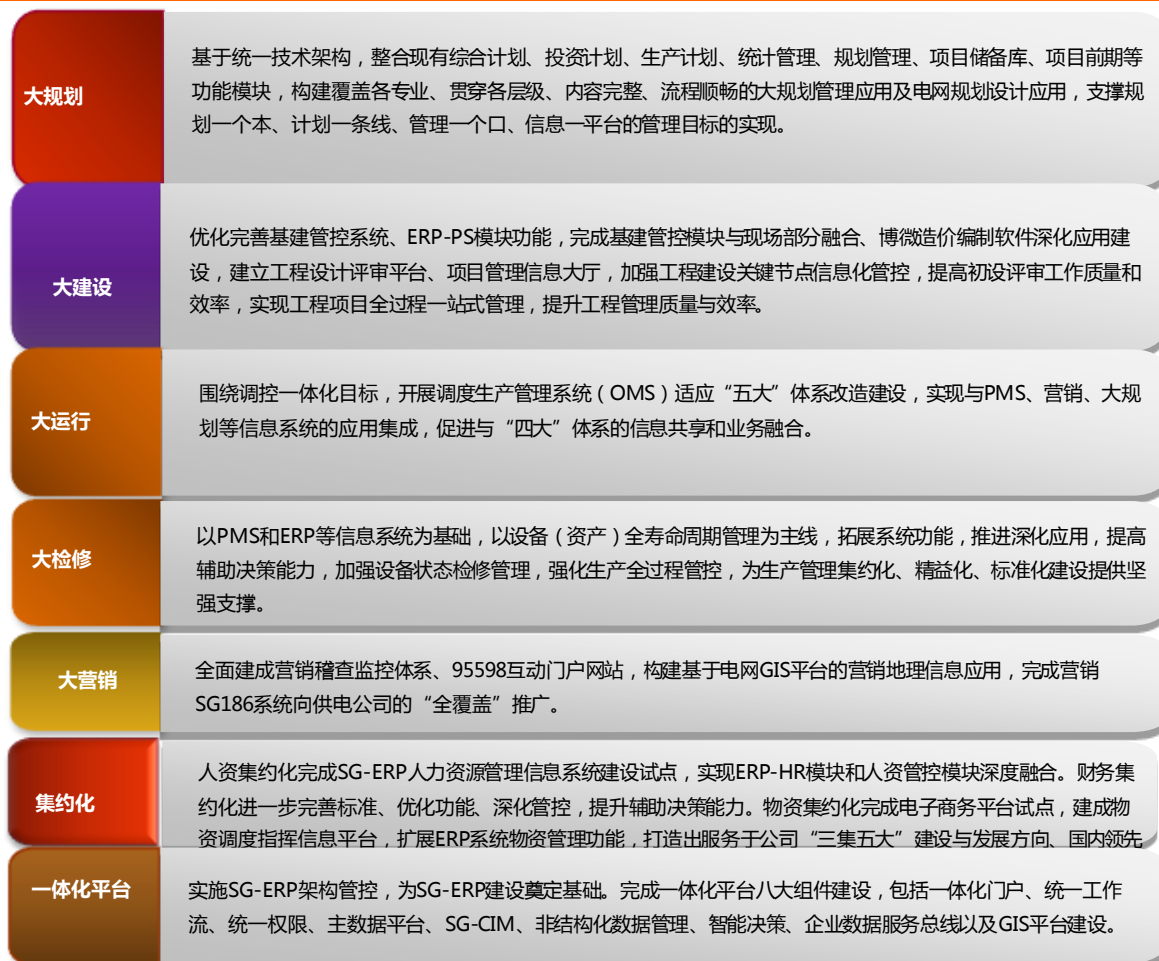 大规划
基于统一技术架构，整合现有综合计划、投资计划、生产计划、统计管理、规划管理、项目储备库、项目前期等
功能模块，构建覆盖各专业、贯穿各层级、内容完整、流程顺畅的大规划管理应用及电网规划设计应用，支撑规
划一个本、计划一条线、管理一个口、信息一平台的管理目标的实现。
大建设
优化完善基建管控系统、ERP-PS模块功能，完成基建管控模块与现场部分融合、博微造价编制软件深化应用建
设，建立工程设计评审平台、项目管理信息大厅，加强工程建设关键节点信息化管控，提高初设评审工作质量和
效率，实现工程项目全过程一站式管理，提升工程管理质量与效率。
大运行
围绕调控一体化目标，开展调度生产管理系统（OMS）适应“五大”体系改造建设，实现与PMS、营销、大规
划等信息系统的应用集成，促进与“四大”体系的信息共享和业务融合。
大检修
以PMS和ERP等信息系统为基础，以设备（资产）全寿命周期管理为主线，拓展系统功能，推进深化应用，提高
辅助决策能力，加强设备状态检修管理，强化生产全过程管控，为生产管理集约化、精益化、标准化建设提供坚
强支撑。
大营销
全面建成营销稽查监控体系、95598互动门户网站，构建基于电网GIS平台的营销地理信息应用，完成营销
SG186系统向供电公司的“全覆盖”推广。
集约化
人资集约化完成SG-ERP人力资源管理信息系统建设试点，实现ERP-HR模块和人资管控模块深度融合。财务集
约化进一步完善标准、优化功能、深化管控，提升辅助决策能力。物资集约化完成电子商务平台试点，建成物
资调度指挥信息平台，扩展ERP系统物资管理功能，打造出服务于公司“三集五大”建设与发展方向、国内领先
一体化平台
实施SG-ERP架构管控，为SG-ERP建设奠定基础。完成一体化平台八大组件建设，包括一体化门户、统一工作
流、统一权限、主数据平台、SG-CIM、非结构化数据管理、智能决策、企业数据服务总线以及GIS平台建设。